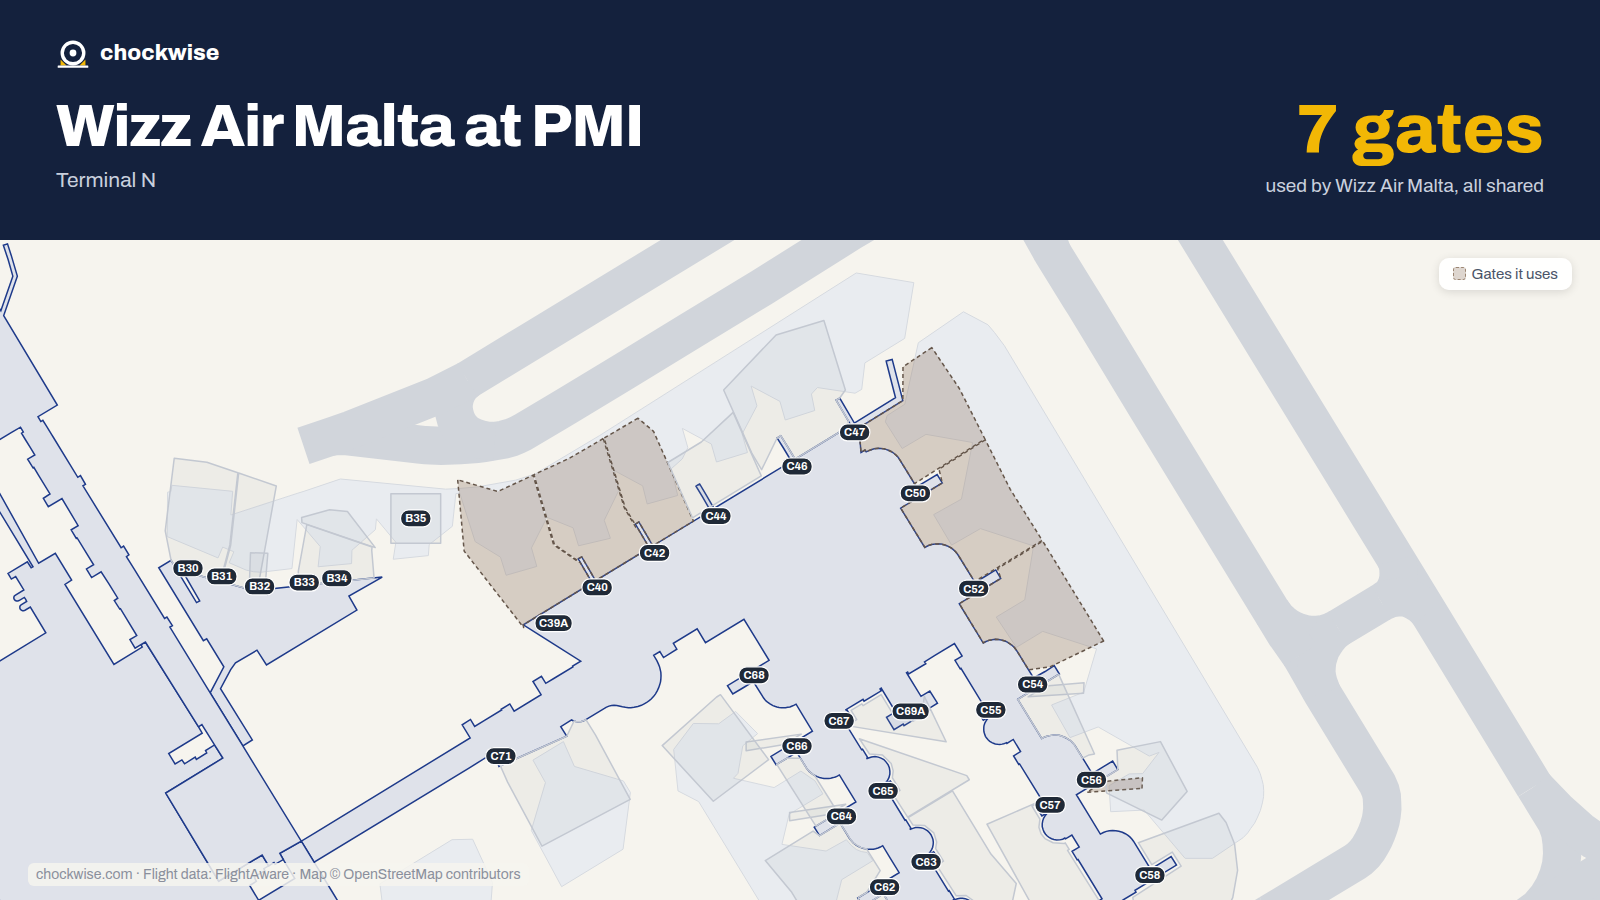 chockwise
Wizz Air Malta at PMI
Terminal N
7 gates
used by Wizz Air Malta, all shared
Gates it uses
C47
C46
C50
C44
B35
C42
B30
B31
B32
B33
B34
C40
C52
C39A
C68
C54
C55
C69A
C67
C66
C71
C56
C65
C57
C64
C63
C58
C62
chockwise.com · Flight data: FlightAware · Map © OpenStreetMap contributors